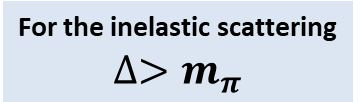 For the inelastic scattering
Δ> m_π